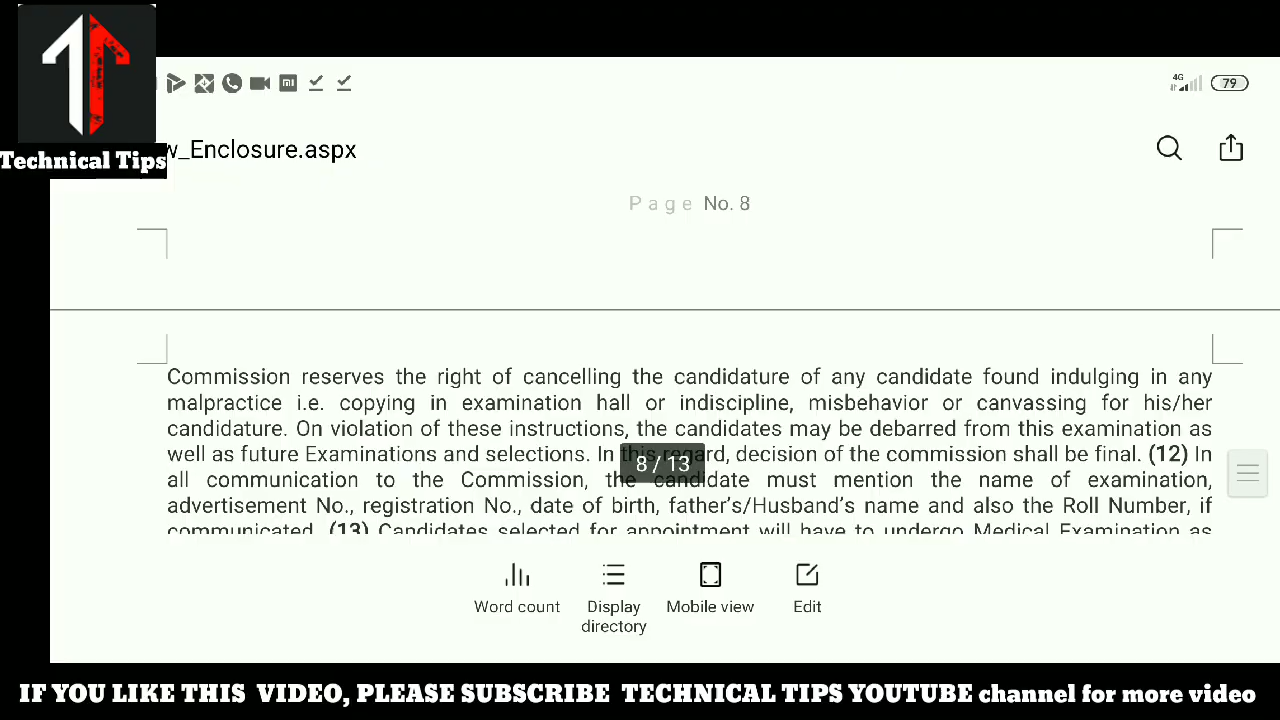 Technical Tips
4G
79
w_Enclosure.aspx
Page No. 8
Commission reserves the right of cancelling the candidature of any candidate found indulging in any
malpractice i.e. copying in examination hall or indiscipline, misbehavior or canvassing for his/her
candidature. On violation of these instructions, the candidates may be debarred from this examination as
well as future Examinations and selections. In this regard, decision of the commission shall be final. (12) In
8 / 13
all communication to the Commission, the candidate must mention the name of examination,
advertisement No., registration No., date of birth, father's/Husband's name and also the Roll Number, if
communicated. (13) Candidates selected for appointment will have to undergo Medical Examination as
Word count
Display
directory
Mobile view
Edit
IF YOU LIKE THIS VIDEO, PLEASE SUBSCRIBE TECHNICAL TIPS YOUTUBE channel for more video